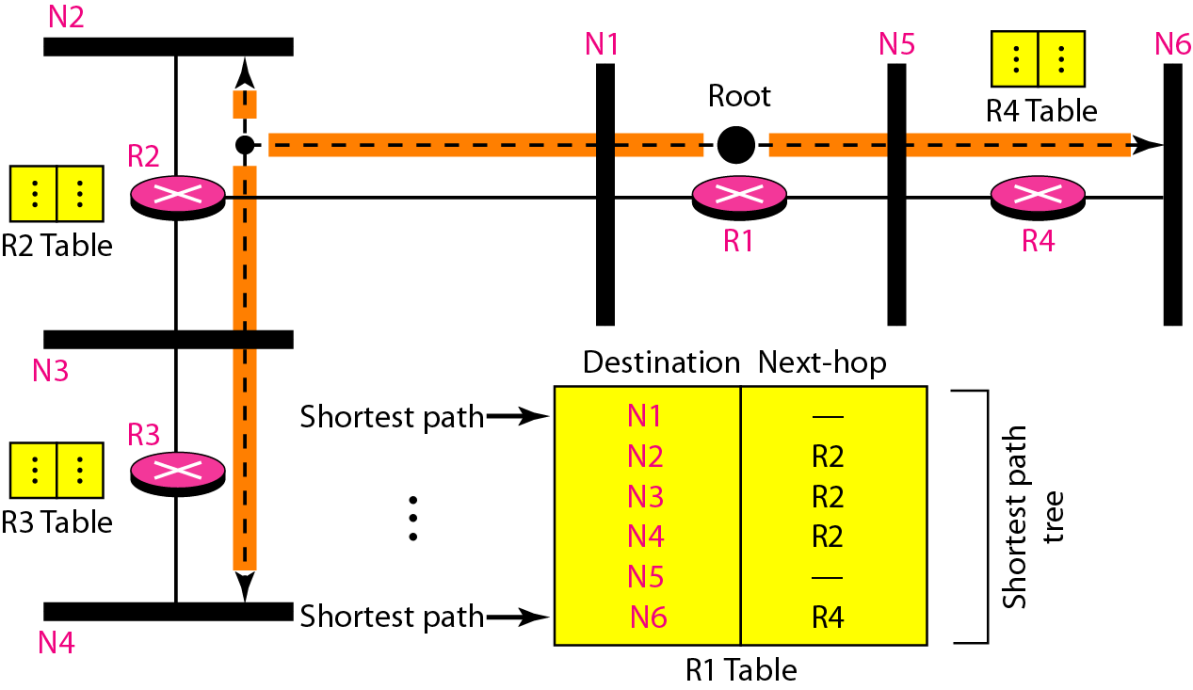 N2
N1
N5
N6
Root
R4 Table
R2
R2 Table
R1
R4
N3
Destination Next-hop
Shortest path
N1 —
R3
N2 R2
N3 R2
R3 Table
N4 R2
N5 —
Shortest path
N6 R4
Shortest path
tree
N4
R1 Table